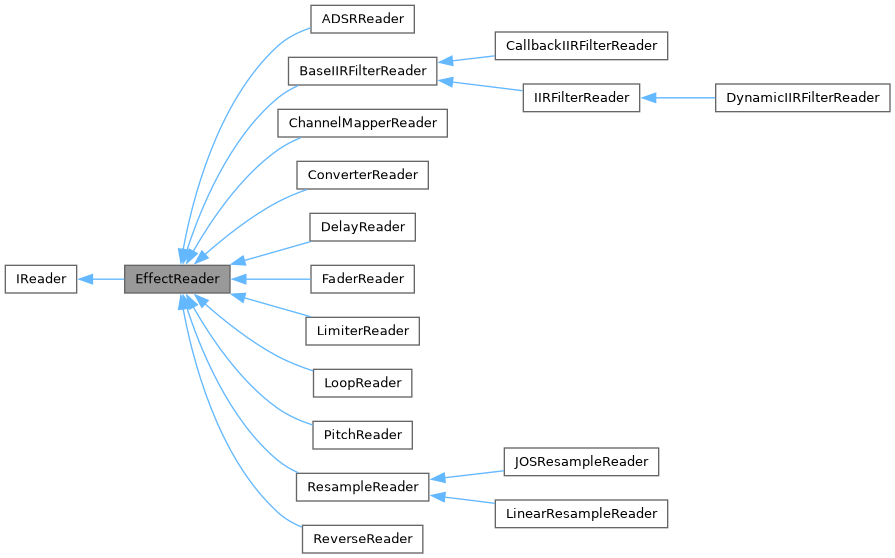 ADSRReader
BaseIIRFilterReader
CallbackIIRFilterReader
IIRFilterReader
DynamicIIRFilterReader
ChannelMapperReader
ConverterReader
DelayReader
IReader
EffectReader
FaderReader
LimiterReader
LoopReader
PitchReader
ResampleReader
JOSResampleReader
LinearResampleReader
ReverseReader